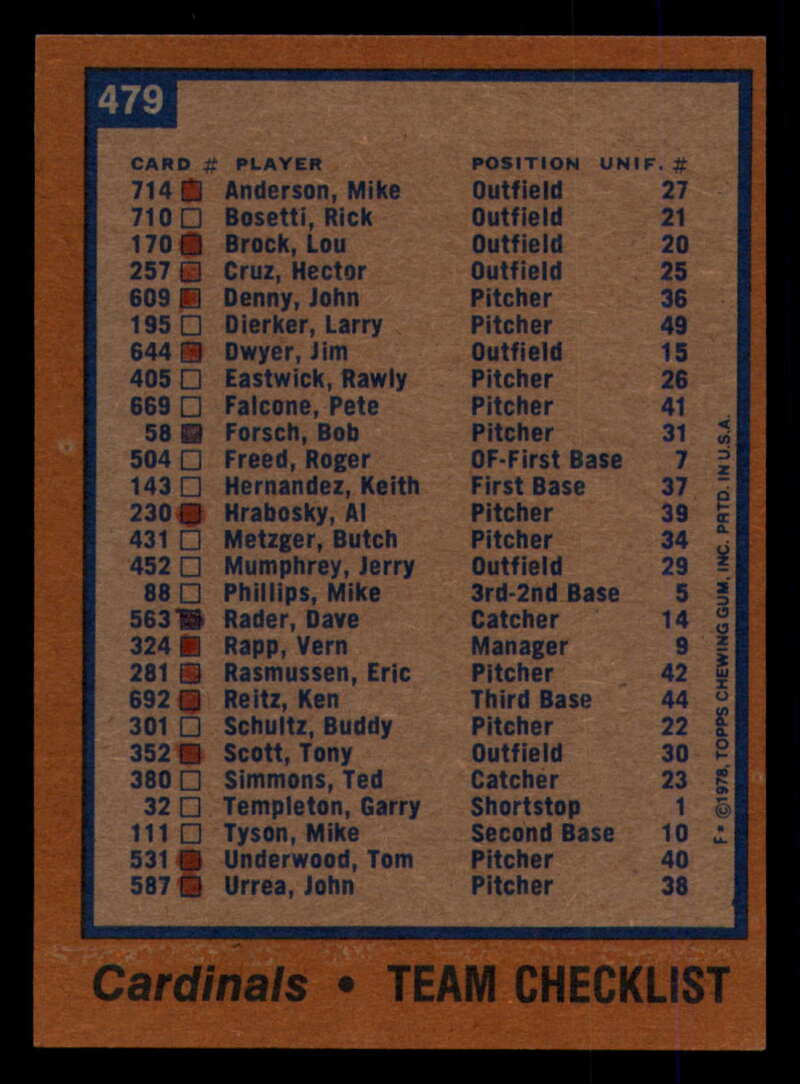 479
CARD # PLAYER POSITION UNIF. #
714 Anderson, Mike Outfield 27
710 Bosetti, Rick Outfield 21
170 Brock, Lou Outfield 20
257 Cruz, Hector Outfield 25
609 Denny, John Pitcher 36
195 Dierker, Larry Pitcher 49
644 Dwyer, Jim Outfield 15
405 Eastwick, Rawly Pitcher 26
669 Falcone, Pete Pitcher 41
58 Forsch, Bob Pitcher 31
504 Freed, Roger OF-First Base 7
143 Hernandez, Keith First Base 37
230 Hrabosky, Al Pitcher 39
431 Metzger, Butch Pitcher 34
452 Mumphrey, Jerry Outfield 29
88 Phillips, Mike 3rd-2nd Base 5
563 Rader, Dave Catcher 14
324 Rapp, Vern Manager 9
281 Rasmussen, Eric Pitcher 42
692 Reitz, Ken Third Base 44
301 Schultz, Buddy Pitcher 22
352 Scott, Tony Outfield 30
380 Simmons, Ted Catcher 23
32 Templeton, Garry Shortstop 1
111 Tyson, Mike Second Base 10
531 Underwood, Tom Pitcher 40
587 Urrea, John Pitcher 38
F* ©1978, TOPPS CHEWING GUM, INC. PRTD. IN U.S.A.
Cardinals • TEAM CHECKLIST